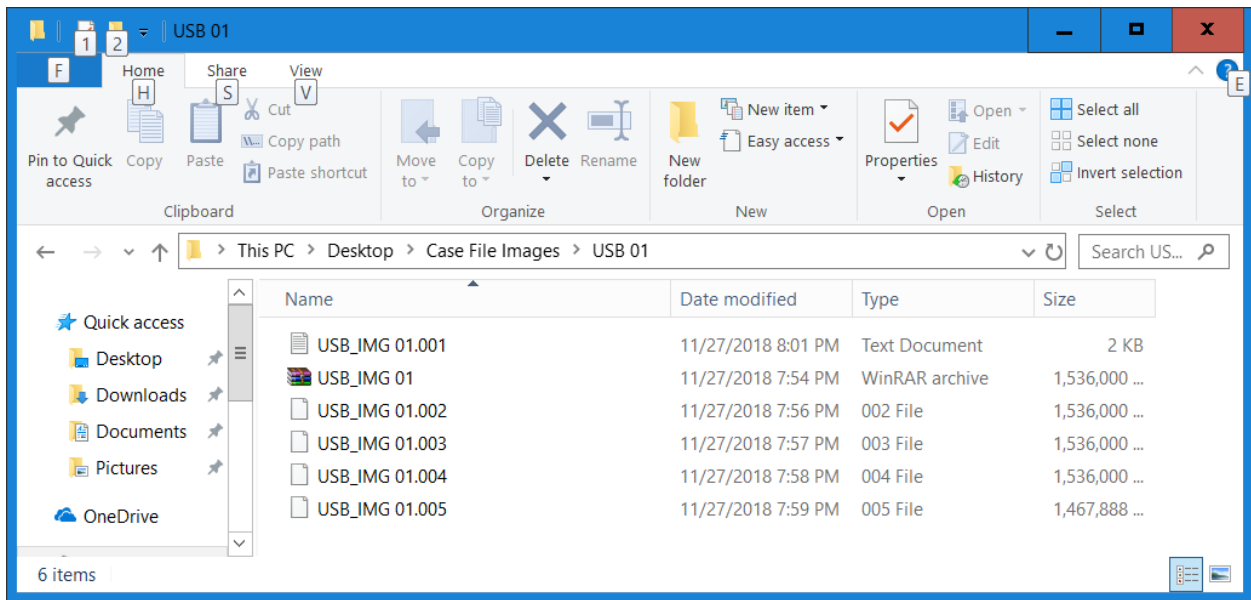 1 2 USB 01
F Home Share View
H S V E
Cut
Copy path
Paste shortcut
Pin to Quick access
Copy
Paste
Move to
Copy to
Delete
Rename
New folder
New item
Easy access
Properties
Open
Edit
History
Select all
Select none
Invert selection
Clipboard Organize New Open Select
This PC > Desktop > Case File Images > USB 01
Search US...
Name Date modified Type Size
USB_IMG 01.001 11/27/2018 8:01 PM Text Document 2 KB
USB_IMG 01 11/27/2018 7:54 PM WinRAR archive 1,536,000 ...
USB_IMG 01.002 11/27/2018 7:56 PM 002 File 1,536,000 ...
USB_IMG 01.003 11/27/2018 7:57 PM 003 File 1,536,000 ...
USB_IMG 01.004 11/27/2018 7:58 PM 004 File 1,536,000 ...
USB_IMG 01.005 11/27/2018 7:59 PM 005 File 1,467,888 ...
Quick access
Desktop
Downloads
Documents
Pictures
OneDrive
6 items